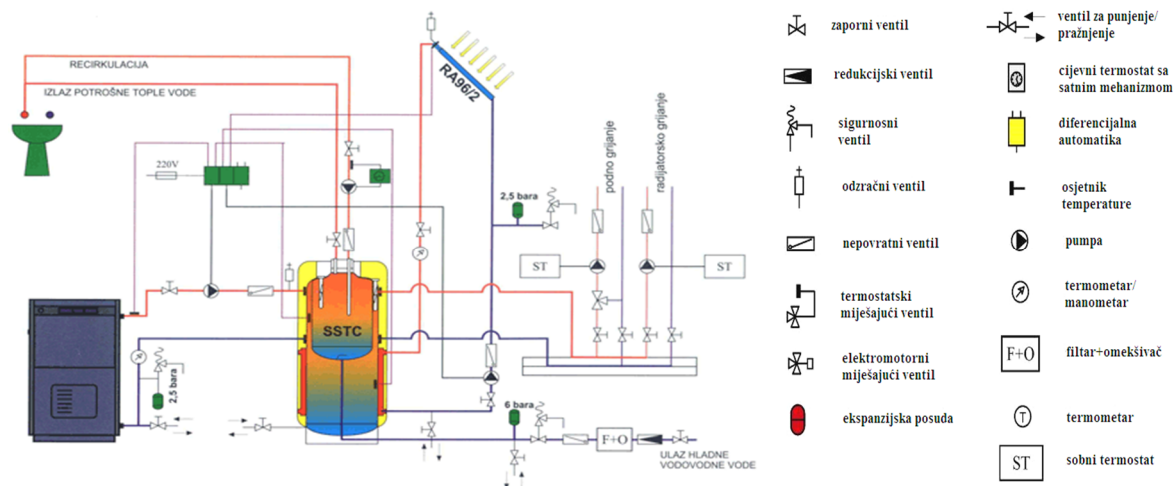 RECIRKULACIJA
IZLAZ POTROŠNE TOPLE VODE
RA96/2
220V
podno grijanje
radijatorsko grijanje
2,5 bara
ST
ST
SSTC
2,5 bara
6 bara
F+O
ULAZ HLADNE
VODOVODNE VODE
zaporni ventil
redukcijski ventil
sigurnosni
ventil
odzračni ventil
nepovratni ventil
termostatski
miješajući ventil
elektromotorni
miješajući ventil
ekspanzijska posuda
ventil za punjenje/
pražnjenje
cijevni termostat sa
satnim mehanizmom
diferencijalna
automatika
osjetnik
temperature
pumpa
termometar/
manometar
F+O
filtar+omekšivač
T
termometar
ST
sobni termostat